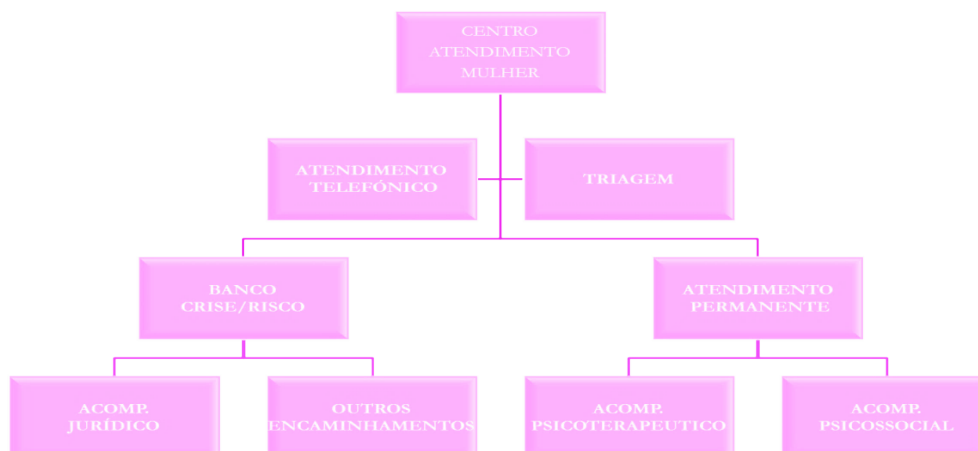 CENTRO
ATENDIMENTO
MULHER
ATENDIMENTO
TELEFÓNICO
TRIAGEM
BANCO
CRISE/RISCO
ATENDIMENTO
PERMANENTE
ACOMP.
JURÍDICO
OUTROS
ENCAMINHAMENTOS
ACOMP.
PSICOTERAPEUTICO
ACOMP.
PSICOSSOCIAL